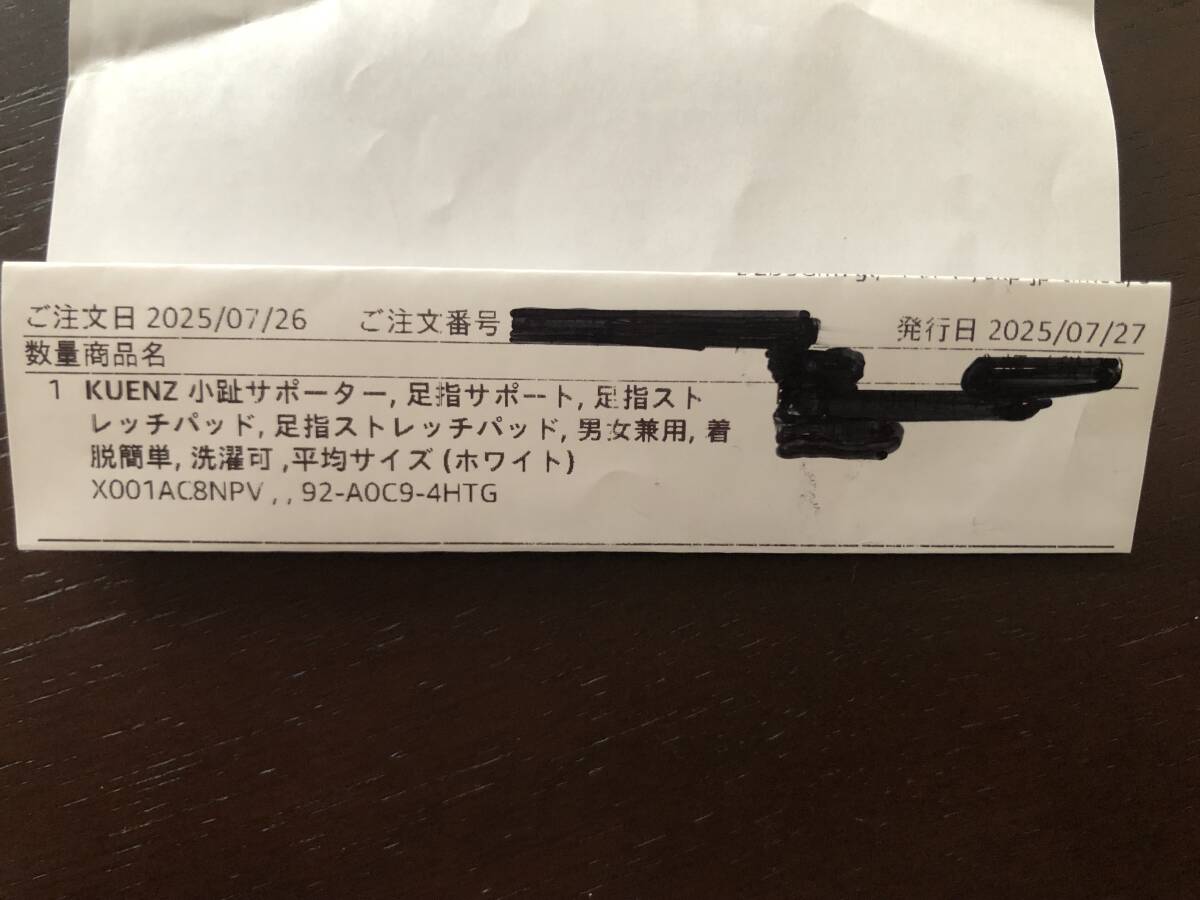 ご注文日 2025/07/26 ご注文番号 発行日 2025/07/27
数量商品名
1 KUENZ 小趾サポーター, 足指サポート, 足指スト
レッチパッド, 足指ストレッチパッド, 男女兼用, 着
脱簡単, 洗濯可 ,平均サイズ (ホワイト)
X001AC8NPV , , 92-A0C9-4HTG